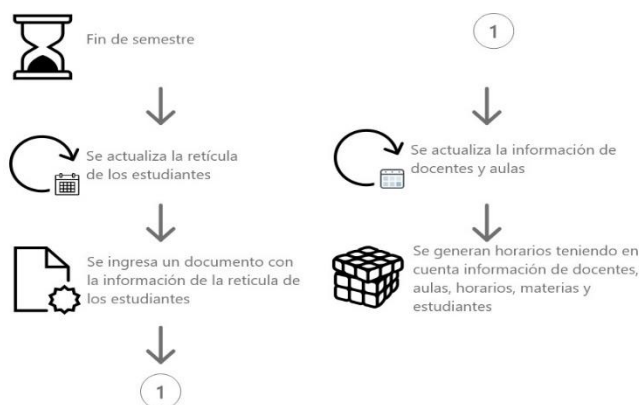 Fin de semestre
Se actualiza la retícula
de los estudiantes
Se ingresa un documento con
la información de la reticula de
los estudiantes
1
1
Se actualiza la información de
docentes y aulas
Se generan horarios teniendo en
cuenta información de docentes,
aulas, horarios, materias y
estudiantes